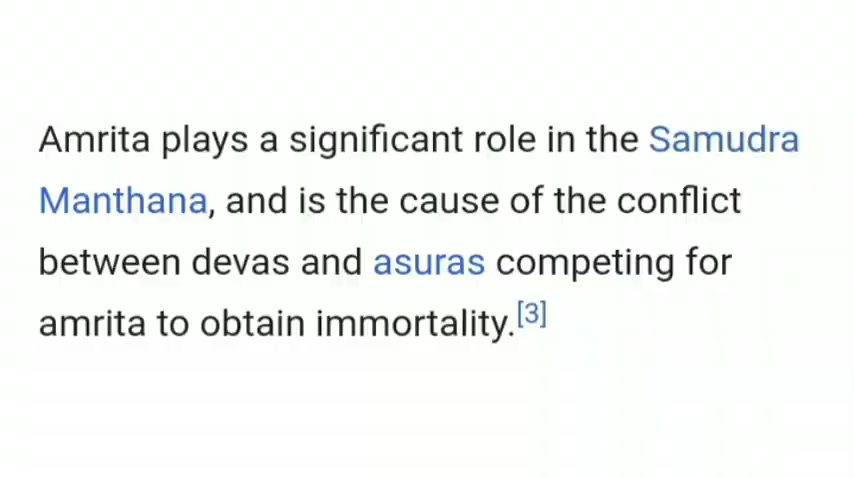 Amrita plays a significant role in the Samudra
Manthana, and is the cause of the conflict
between devas and asuras competing for
amrita to obtain immortality.[3]